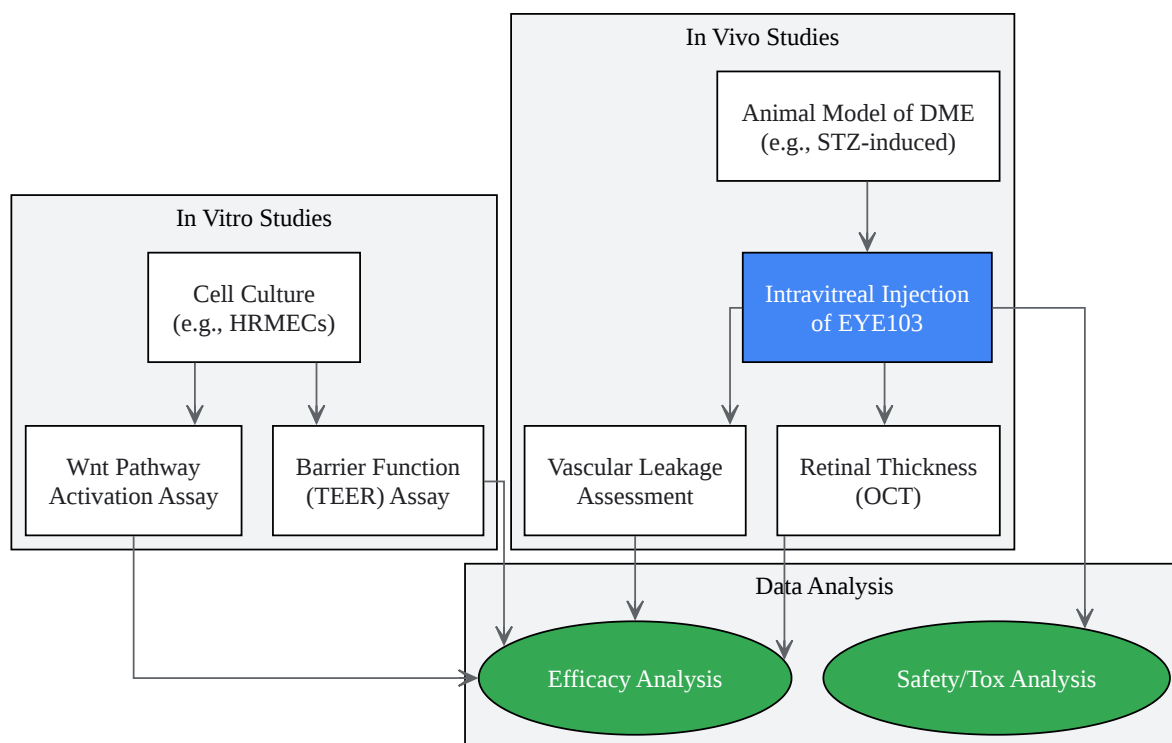 In Vivo Studies
Animal Model of DME
(e.g., STZ-induced)
In Vitro Studies
Cell Culture
(e.g., HRMECs)
Intravitreal Injection
of EYE103
Wnt Pathway
Activation Assay
Barrier Function
(TEER) Assay
Vascular Leakage
Assessment
Retinal Thickness
(OCT)
Data Analysis
Efficacy Analysis
Safety/Tox Analysis